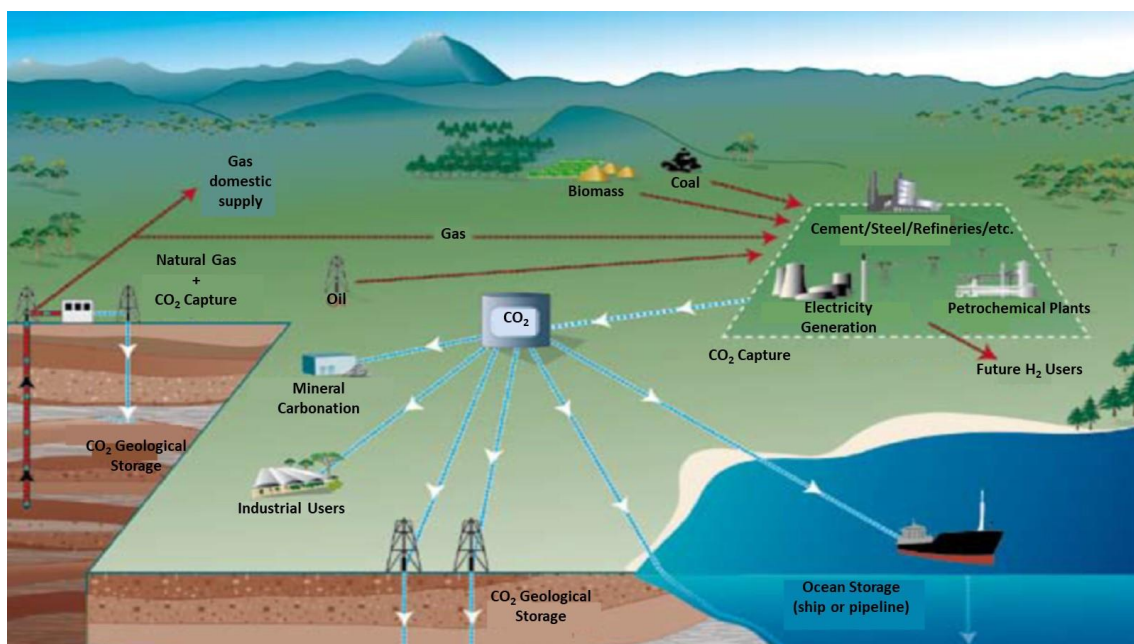 Gas
domestic
supply
Biomass
Coal
Cement/Steel/Refineries/etc.
Gas
Natural Gas
+
CO₂ Capture
Oil
CO₂
Electricity
Generation
Petrochemical Plants
CO₂ Capture
Future H₂ Users
Mineral
Carbonation
CO₂ Geological
Storage
Industrial Users
CO₂ Geological
Storage
Ocean Storage
(ship or pipeline)